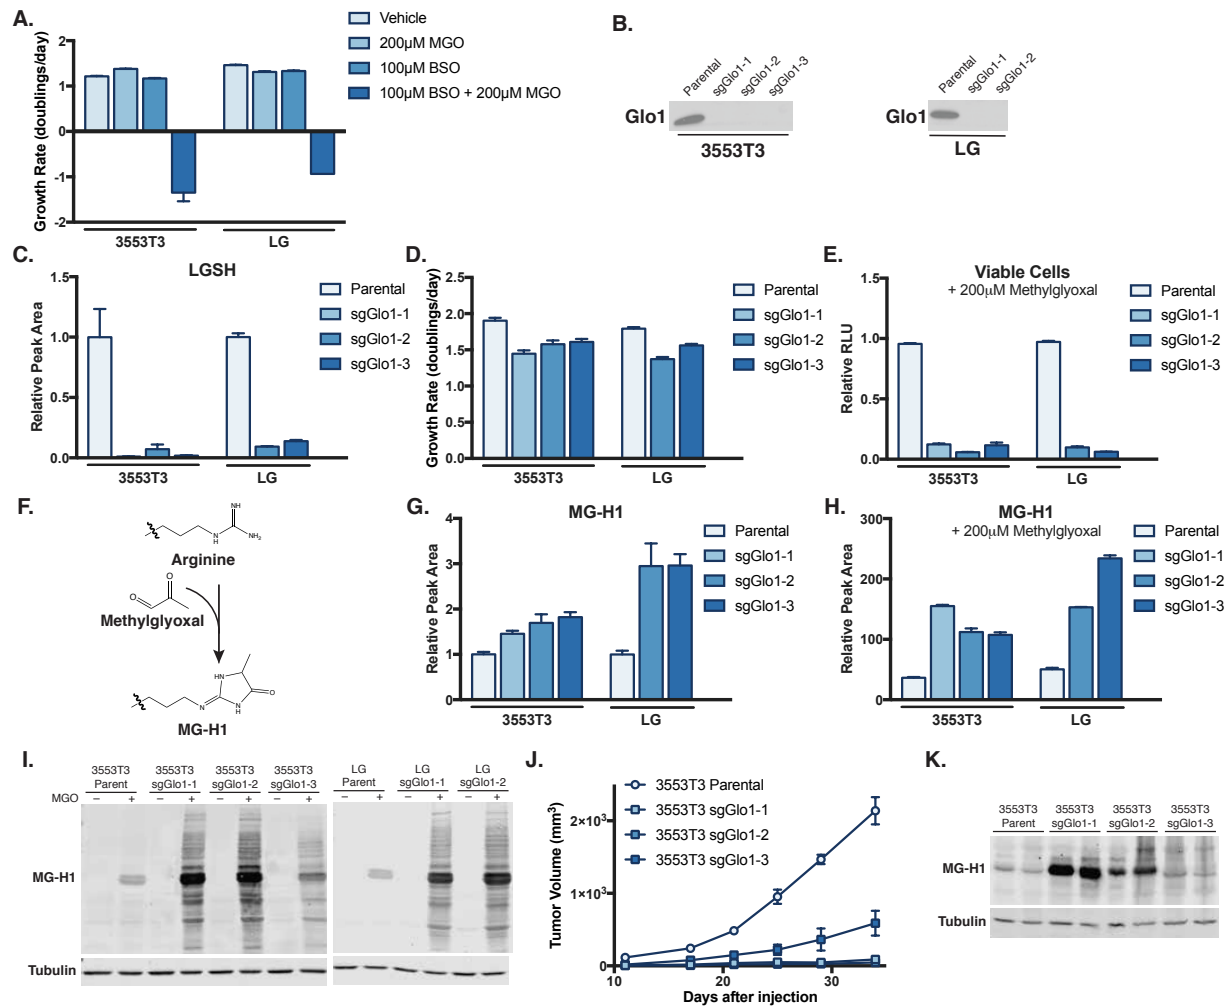 A.
Vehicle
200µM MGO
100µM BSO
100µM BSO + 200µM MGO
Growth Rate (doublings/day)
2
1
0
-1
-2
3553T3
LG
B.
Parental
sgGlo1-1
sgGlo1-2
sgGlo1-3
Glo1
3553T3
Parental
sgGlo1-1
sgGlo1-2
Glo1
LG
C.
LGSH
Relative Peak Area
1.5
1.0
0.5
0.0
3553T3
LG
Parental
sgGlo1-1
sgGlo1-2
sgGlo1-3
D.
Growth Rate (doublings/day)
2.5
2.0
1.5
1.0
0.5
0.0
3553T3
LG
Parental
sgGlo1-1
sgGlo1-2
sgGlo1-3
E.
Viable Cells
+ 200µM Methylglyoxal
Relative RLU
1.5
1.0
0.5
0.0
3553T3
LG
Parental
sgGlo1-1
sgGlo1-2
sgGlo1-3
F.
NH
N
H
NH₂
Arginine
O
O
Methylglyoxal
HN
O
N
N
H
MG-H1
G.
MG-H1
Relative Peak Area
4
3
2
1
0
3553T3
LG
Parental
sgGlo1-1
sgGlo1-2
sgGlo1-3
H.
MG-H1
+ 200µM Methylglyoxal
Relative Peak Area
300
200
100
0
3553T3
LG
Parental
sgGlo1-1
sgGlo1-2
sgGlo1-3
I.
3553T3 Parent
3553T3 sgGlo1-1
3553T3 sgGlo1-2
3553T3 sgGlo1-3
LG Parent
LG sgGlo1-1
LG sgGlo1-2
MGO – + – + – + – + – + – + – +
MG-H1
Tubulin
J.
3553T3 Parental
3553T3 sgGlo1-1
3553T3 sgGlo1-2
3553T3 sgGlo1-3
Tumor Volume (mm³)
2×10³
1×10³
0
10
20
30
Days after injection
K.
3553T3 Parent
3553T3 sgGlo1-1
3553T3 sgGlo1-2
3553T3 sgGlo1-3
MG-H1
Tubulin